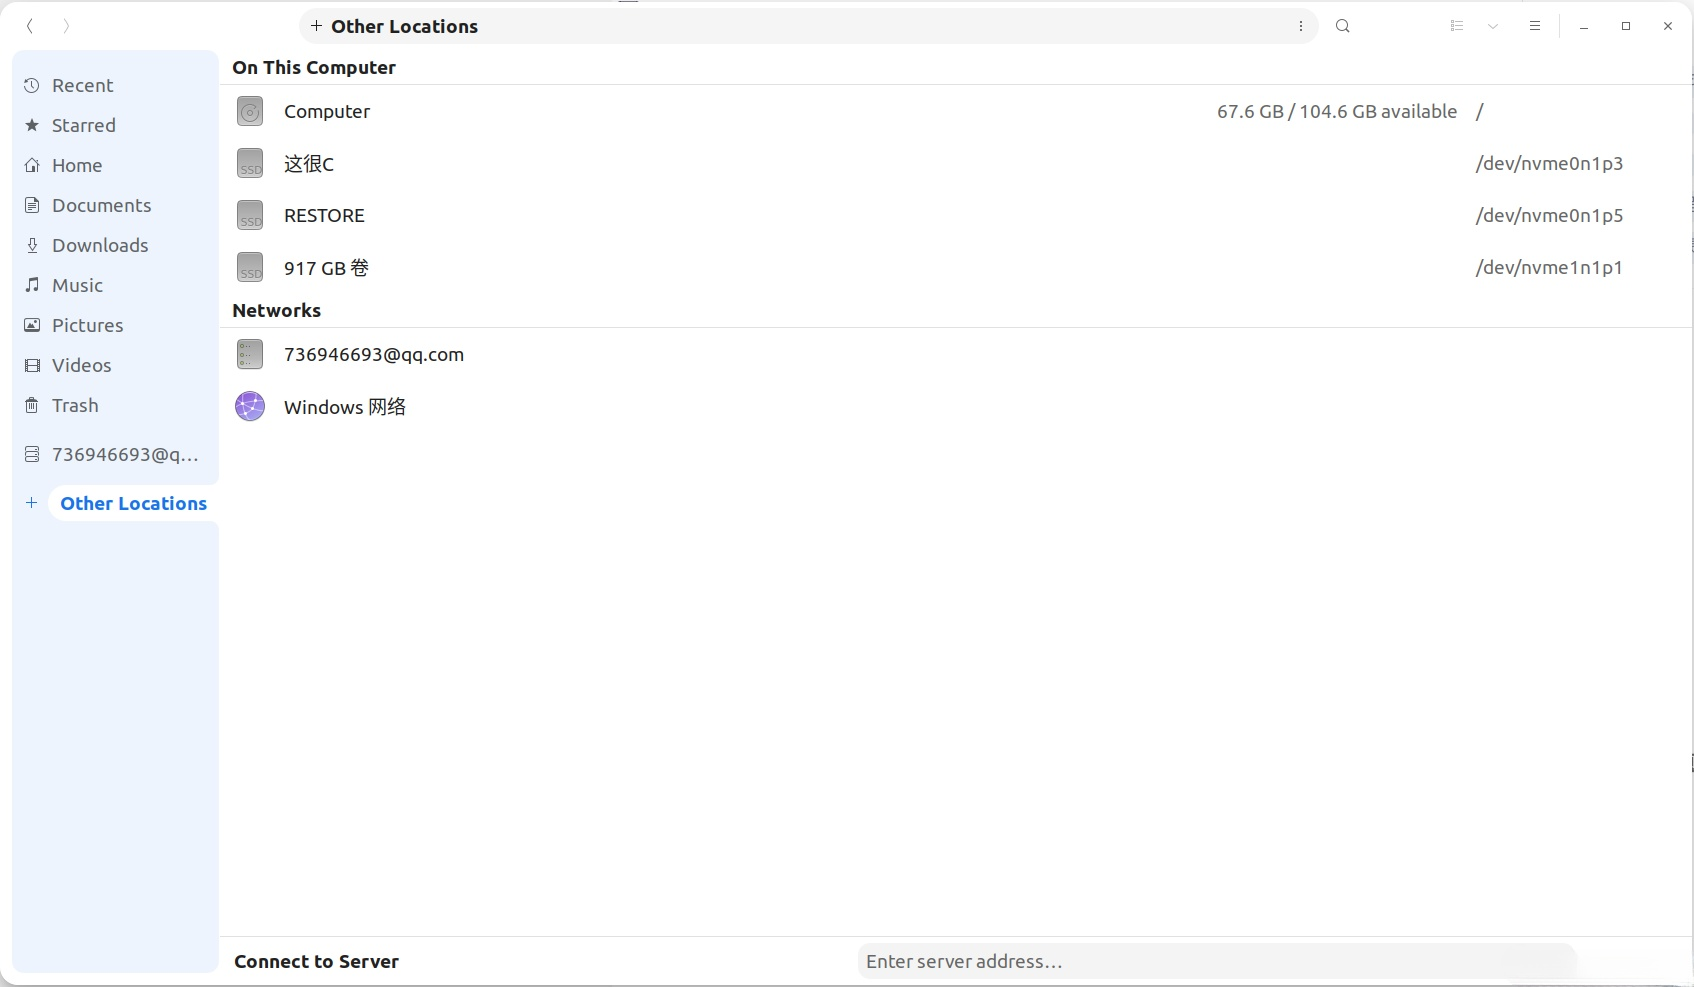 Other Locations
Recent
Starred
Home
Documents
Downloads
Music
Pictures
Videos
Trash
736946693@q...
Other Locations
On This Computer
Computer 67.6 GB / 104.6 GB available /
SSD 这很C /dev/nvme0n1p3
SSD RESTORE /dev/nvme0n1p5
SSD 917 GB 卷 /dev/nvme1n1p1
Networks
736946693@qq.com
Windows 网络
Connect to Server Enter server address...